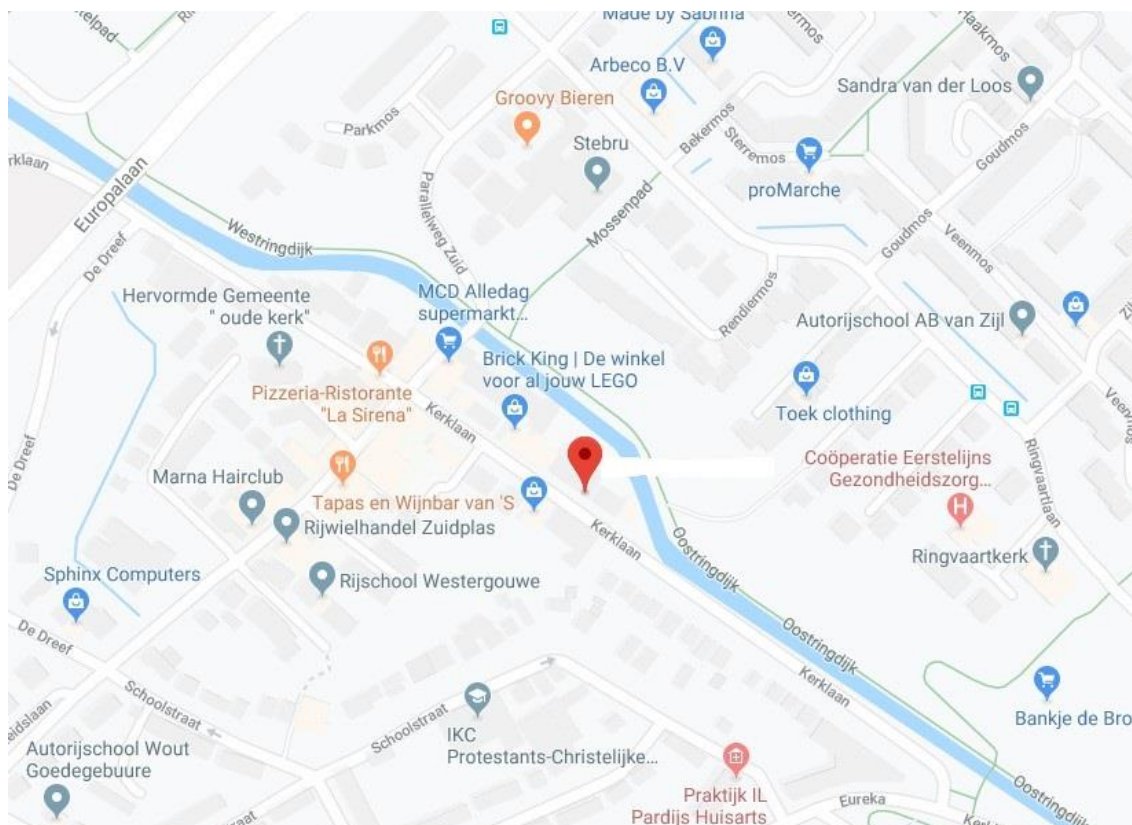 Made by Sabrina
Arbeco B.V
Haakmos
Sandra van der Loos
Groovy Bieren
Parkmos
Bekermos
Sterremos
Goudmos
Stebru
proMarche
Europalaan
Parallelweg Zuid
Mossenpad
Westringdijk
De Dreef
Goudmos
Veenmos
Hervormde Gemeente
" oude kerk"
MCD Alledag
supermarkt...
Rendiermos
Autorijschool AB van Zijl
Brick King | De winkel
voor al jouw LEGO
Pizzeria-Ristorante
"La Sirena"
Kerklaan
Toek clothing
Veenmos
De Dreef
Marna Hairclub
Tapas en Wijnbar van 'S
Coöperatie Eerstelijns
Gezondheidszorg...
Ringvaartlaan
Rijwielhandel Zuidplas
Kerklaan
Oostringdijk
Ringvaartkerk
Sphinx Computers
Rijschool Westergouwe
De Dreef
Oostringdijk
Kerklaan
Schoolstraat
Schoolstraat
IKC
Protestants-Christelijke...
Bankje de Bro
Autorijschool Wout
Goedegebuure
Praktijk IL
Pardijs Huisarts
Eureka
Oostringdijk